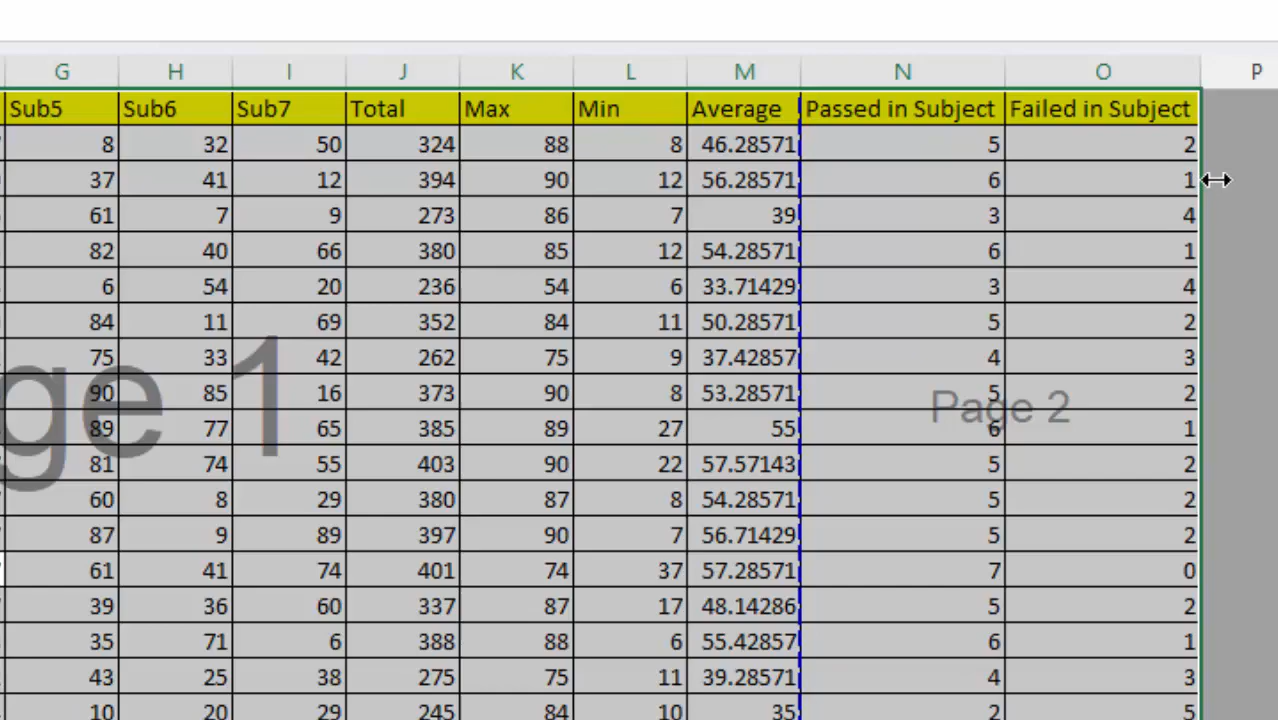 G H I J K L M N O P
Sub5 Sub6 Sub7 Total Max Min Average Passed in Subject Failed in Subject
8 32 50 324 88 8 46.28571 5 2
37 41 12 394 90 12 56.28571 6 1
61 7 9 273 86 7 39 3 4
82 40 66 380 85 12 54.28571 6 1
6 54 20 236 54 6 33.71429 3 4
84 11 69 352 84 11 50.28571 5 2
75 33 42 262 75 9 37.42857 4 3
90 85 16 373 90 8 53.28571 5 2
89 77 65 385 89 27 55 6 1
81 74 55 403 90 22 57.57143 5 2
60 8 29 380 87 8 54.28571 5 2
87 9 89 397 90 7 56.71429 5 2
61 41 74 401 74 37 57.28571 7 0
39 36 60 337 87 17 48.14286 5 2
35 71 6 388 88 6 55.42857 6 1
43 25 38 275 75 11 39.28571 4 3
10 20 29 245 84 10 35 2 5
ge 1
Page 2